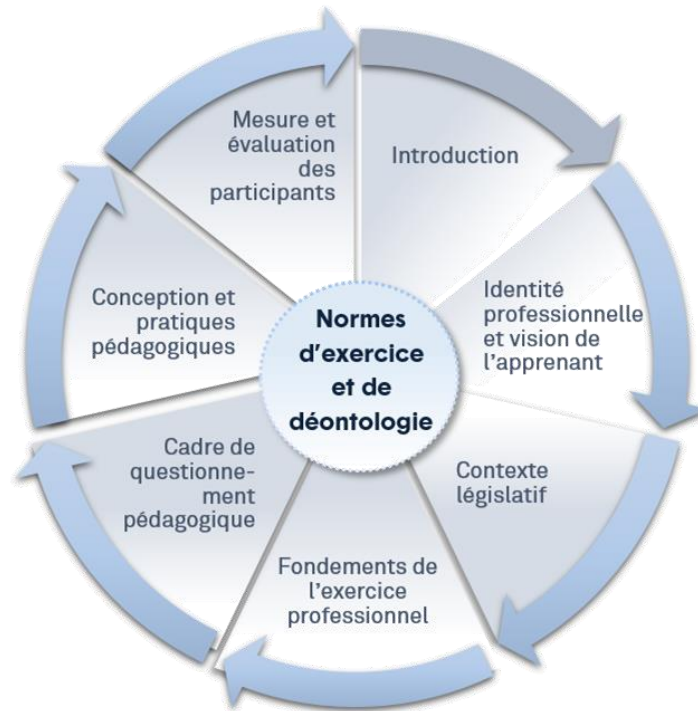 Mesure et
évaluation
des
participants
Introduction
Identité
professionnelle
et vision de
l'apprenant
Contexte
législatif
Fondements de
l'exercice
professionnel
Cadre de
questionne-
ment
pédagogique
Conception et
pratiques
pédagogiques
Normes
d'exercice
et de
déontologie